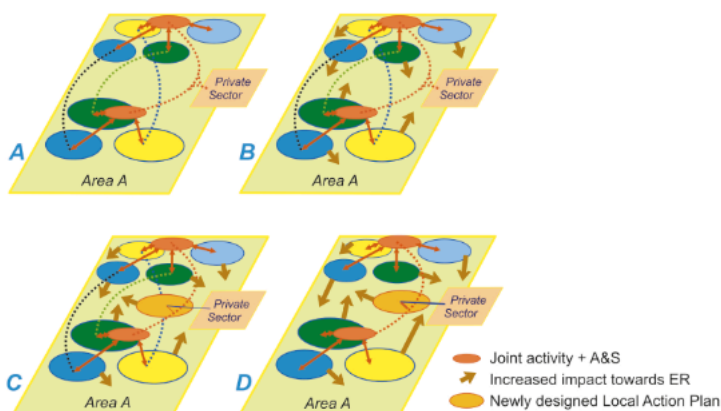 Private
Sector
A
Area A
Private
Sector
B
Area A
Private
Sector
C
Area A
Private
Sector
D
Area A
Joint activity + A&S
Increased impact towards ER
Newly designed Local Action Plan